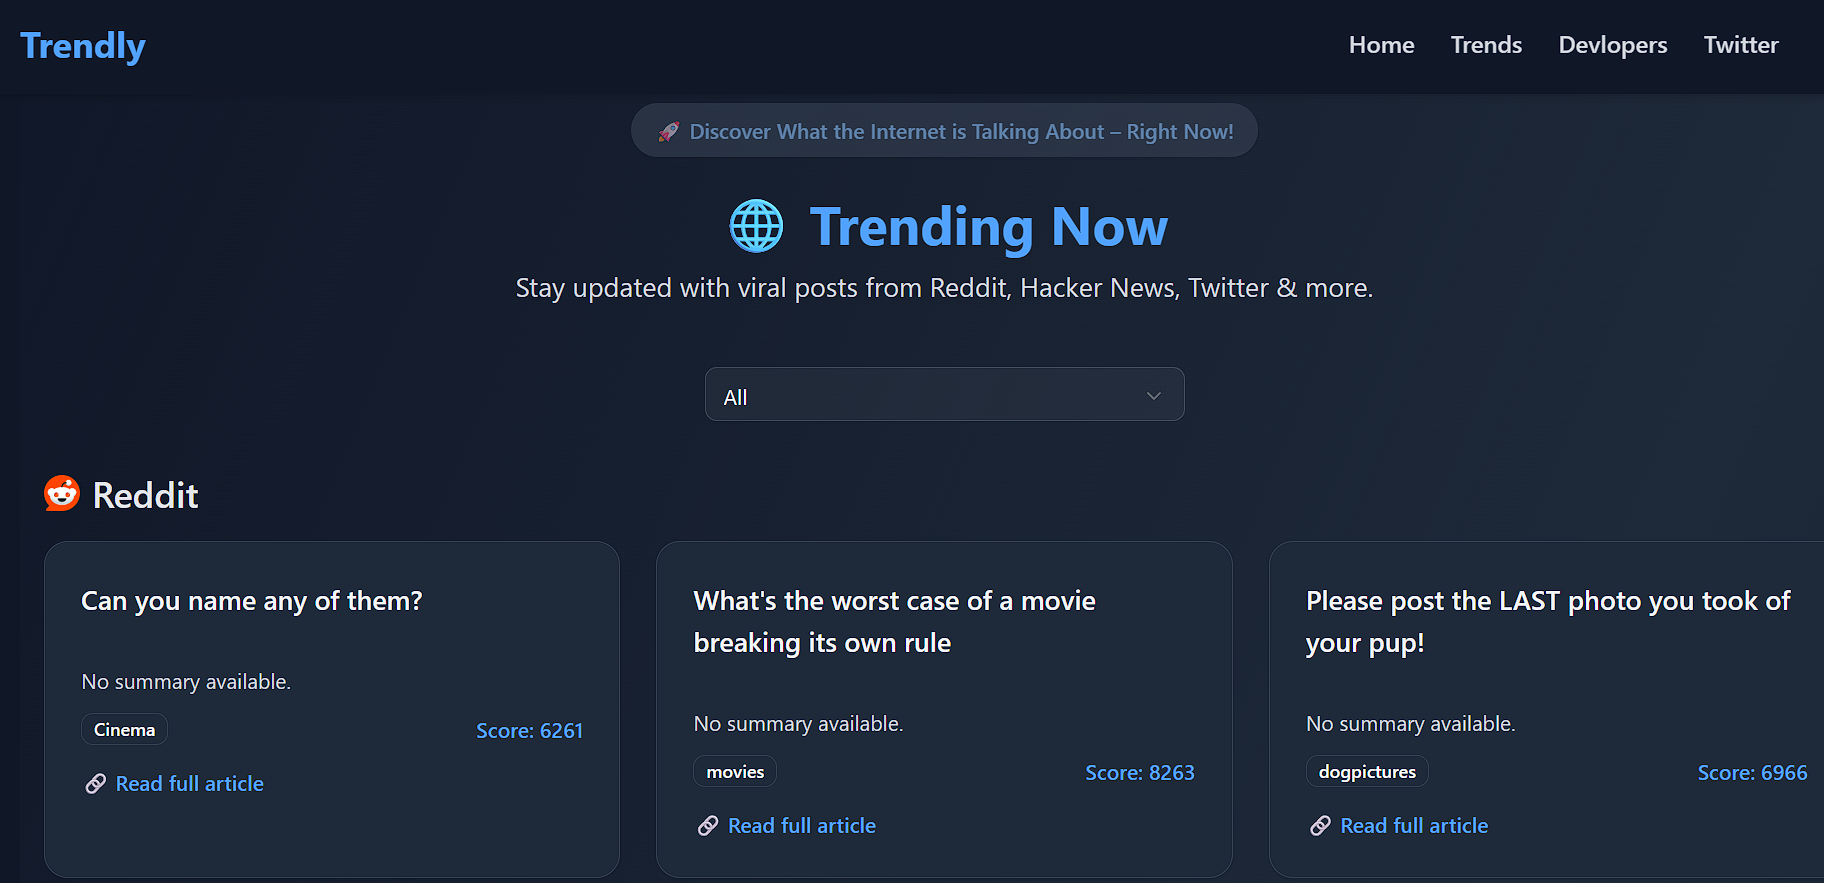 Trendly
Home Trends Devlopers Twitter
🚀 Discover What the Internet is Talking About – Right Now!
🌐 Trending Now
Stay updated with viral posts from Reddit, Hacker News, Twitter & more.
All
Reddit
Can you name any of them?
No summary available.
Cinema Score: 6261
🔗 Read full article
What's the worst case of a movie
breaking its own rule
No summary available.
movies Score: 8263
🔗 Read full article
Please post the LAST photo you took of
your pup!
No summary available.
dogpictures Score: 6966
🔗 Read full article